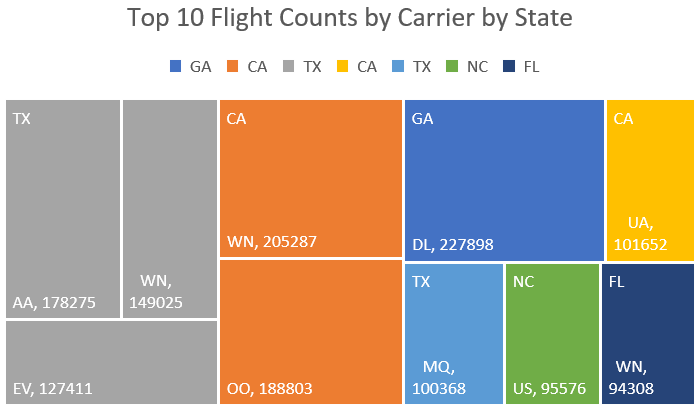 Top 10 Flight Counts by Carrier by State
GA CA TX CA TX NC FL
TX
AA, 178275
WN,
149025
EV, 127411
CA
WN, 205287
OO, 188803
GA
DL, 227898
CA
UA,
101652
TX
MQ,
100368
NC
US, 95576
FL
WN,
94308